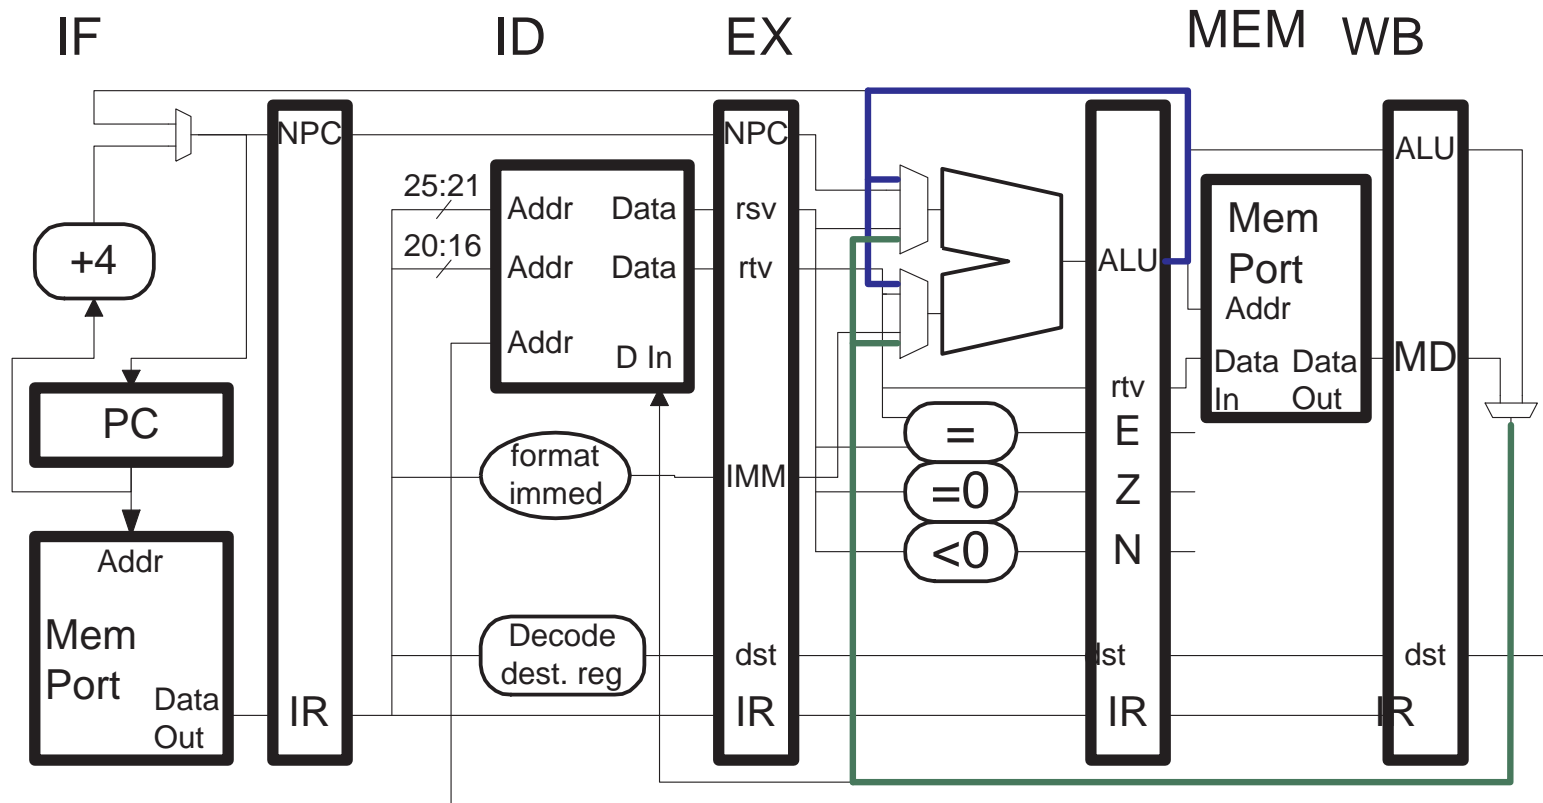 IF
ID
EX
MEM
WB
NPC
NPC
ALU
25:21
Addr
Data
rsv
20:16
Addr
Data
rtv
Mem
Port
Addr
+4
ALU
Addr
D In
Data
In
Data
Out
MD
PC
rtv
=
E
format
immed
IMM
=0
Z
<0
N
Addr
Mem
Port
Data
Out
IR
Decode
dest. reg
dst
dst
dst
IR
IR
IR